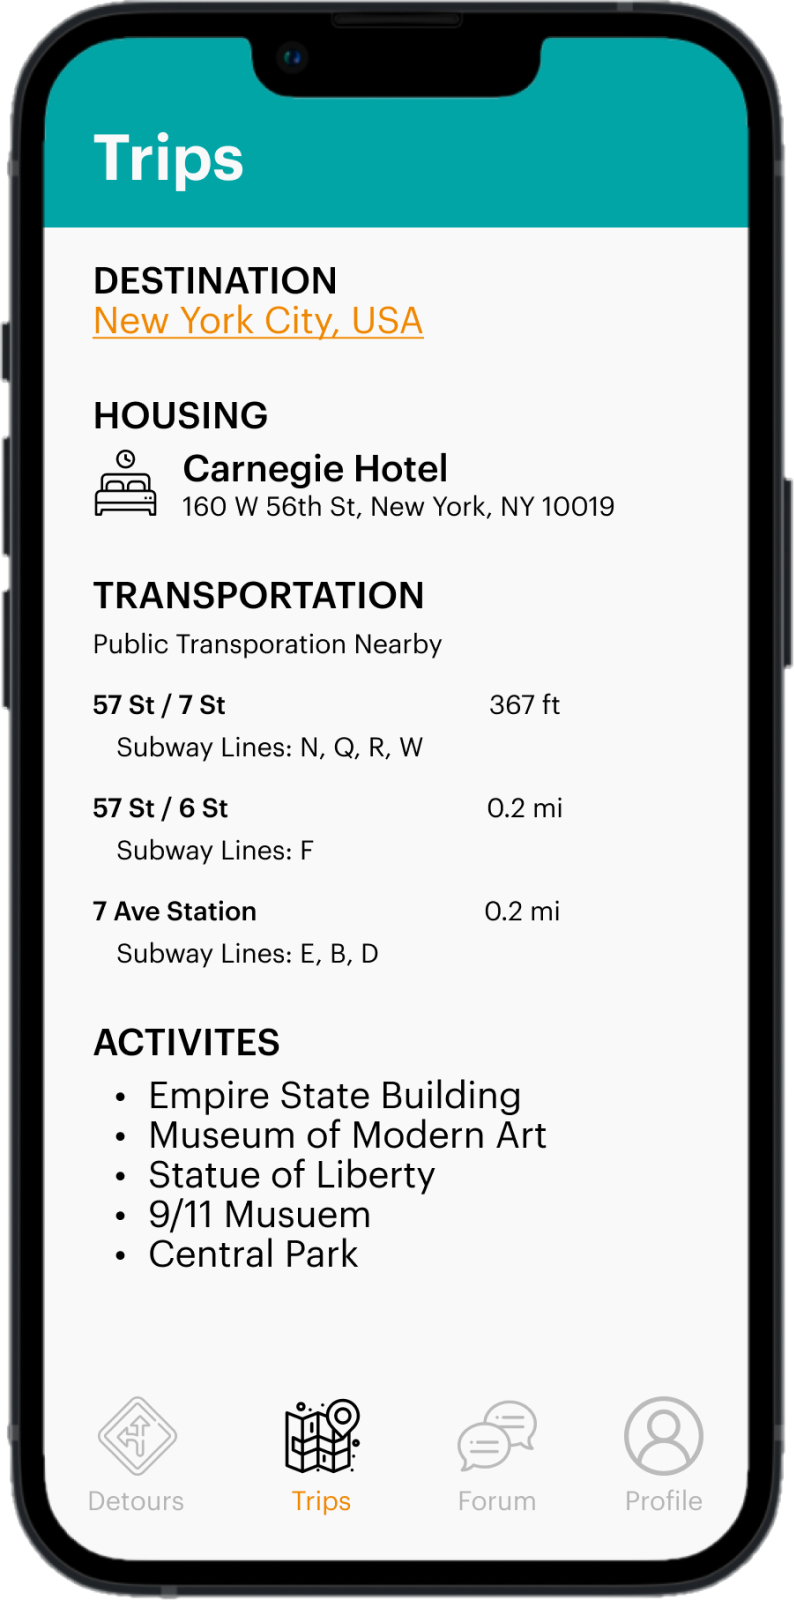 Trips
DESTINATION
New York City, USA
HOUSING
Carnegie Hotel
160 W 56th St, New York, NY 10019
TRANSPORTATION
Public Transporation Nearby
57 St / 7 St 367 ft
Subway Lines: N, Q, R, W
57 St / 6 St 0.2 mi
Subway Lines: F
7 Ave Station 0.2 mi
Subway Lines: E, B, D
ACTIVITES
• Empire State Building
• Museum of Modern Art
• Statue of Liberty
• 9/11 Musuem
• Central Park
Detours Trips Forum Profile